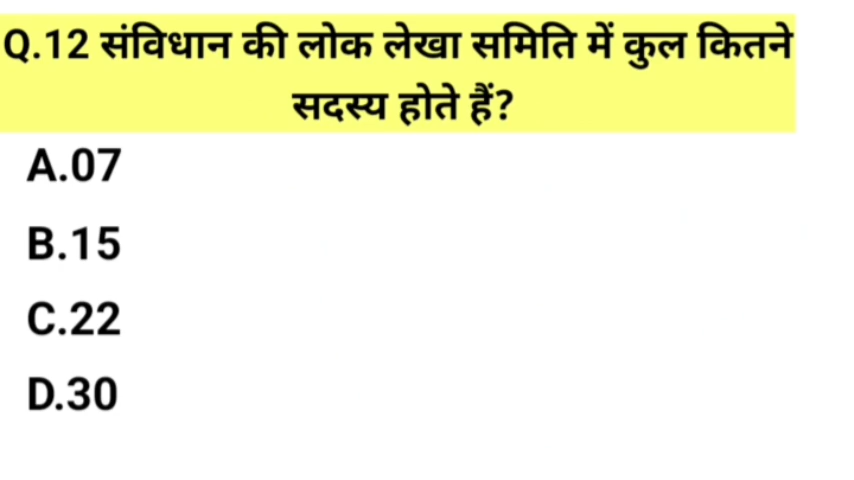 Q.12 संविधान की लोक लेखा समिति में कुल कितने
सदस्य होते हैं?
A.07
B.15
C.22
D.30